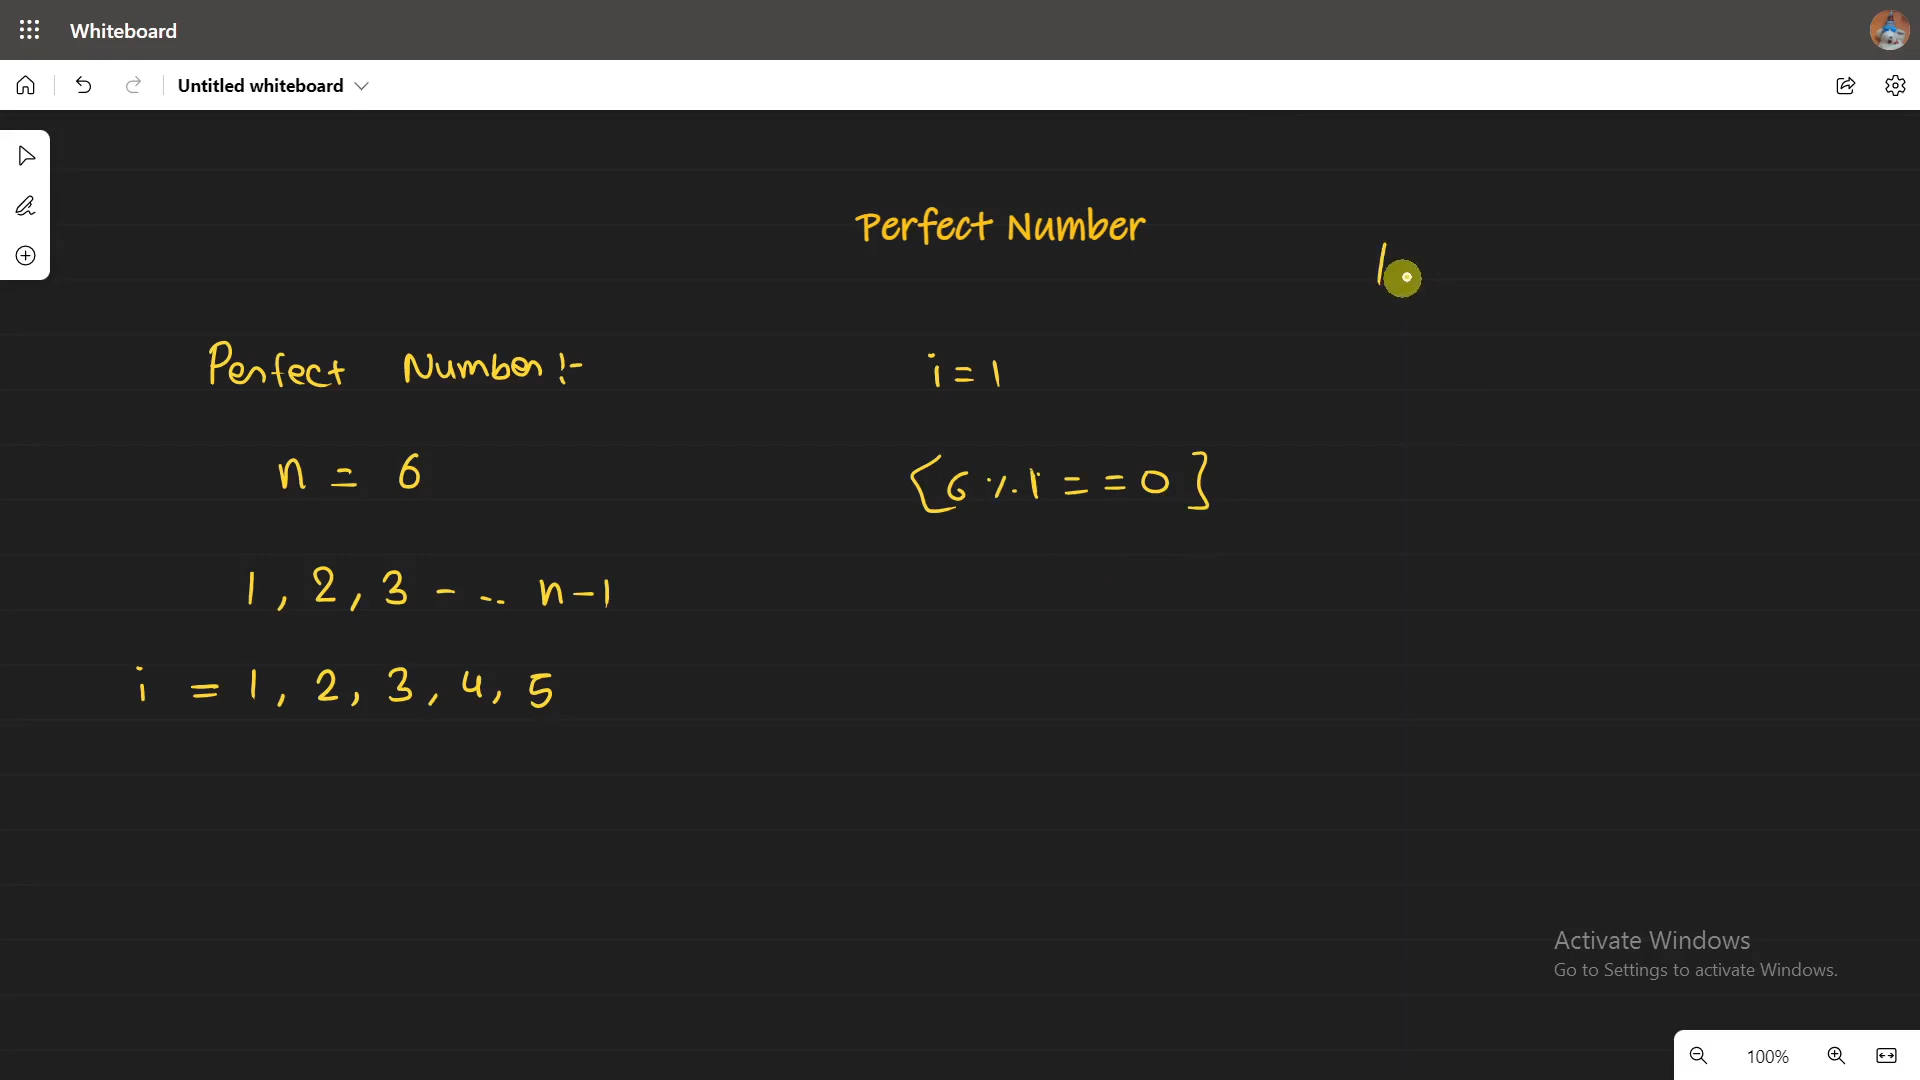 Whiteboard
Untitled whiteboard
Perfect Number
Perfect Number :-
i = 1
n = 6
[6 % 1 = = 0]
1, 2, 3 - -- n-1
i = 1, 2, 3, 4, 5
Activate Windows
Go to Settings to activate Windows.
100%